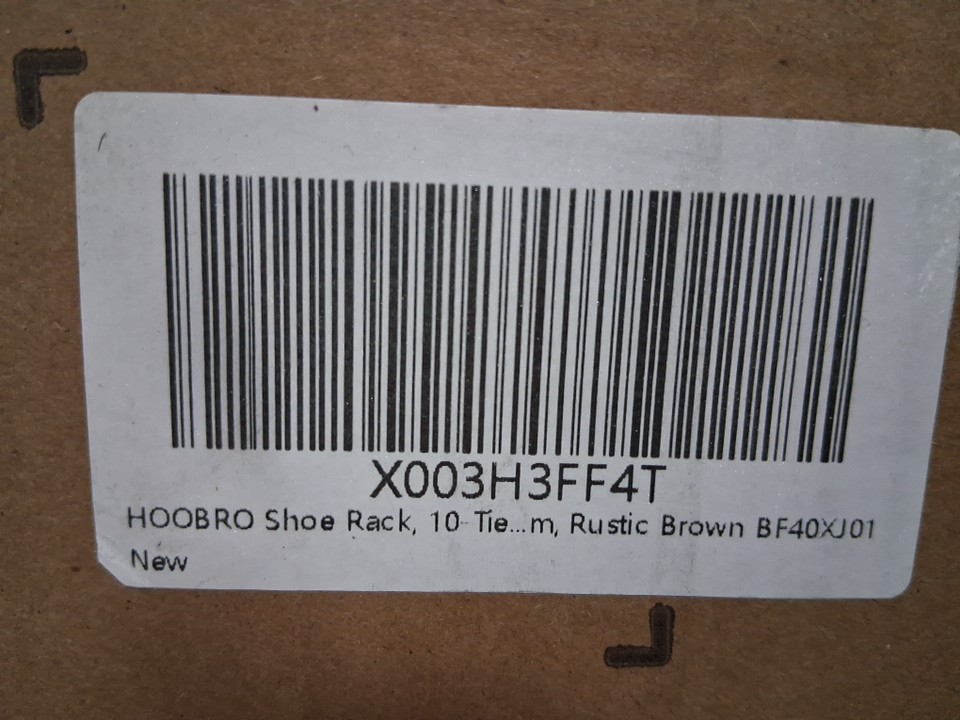 X003H3FF4T
HOOBRO Shoe Rack, 10-Tie...m, Rustic Brown BF40XJ01
New